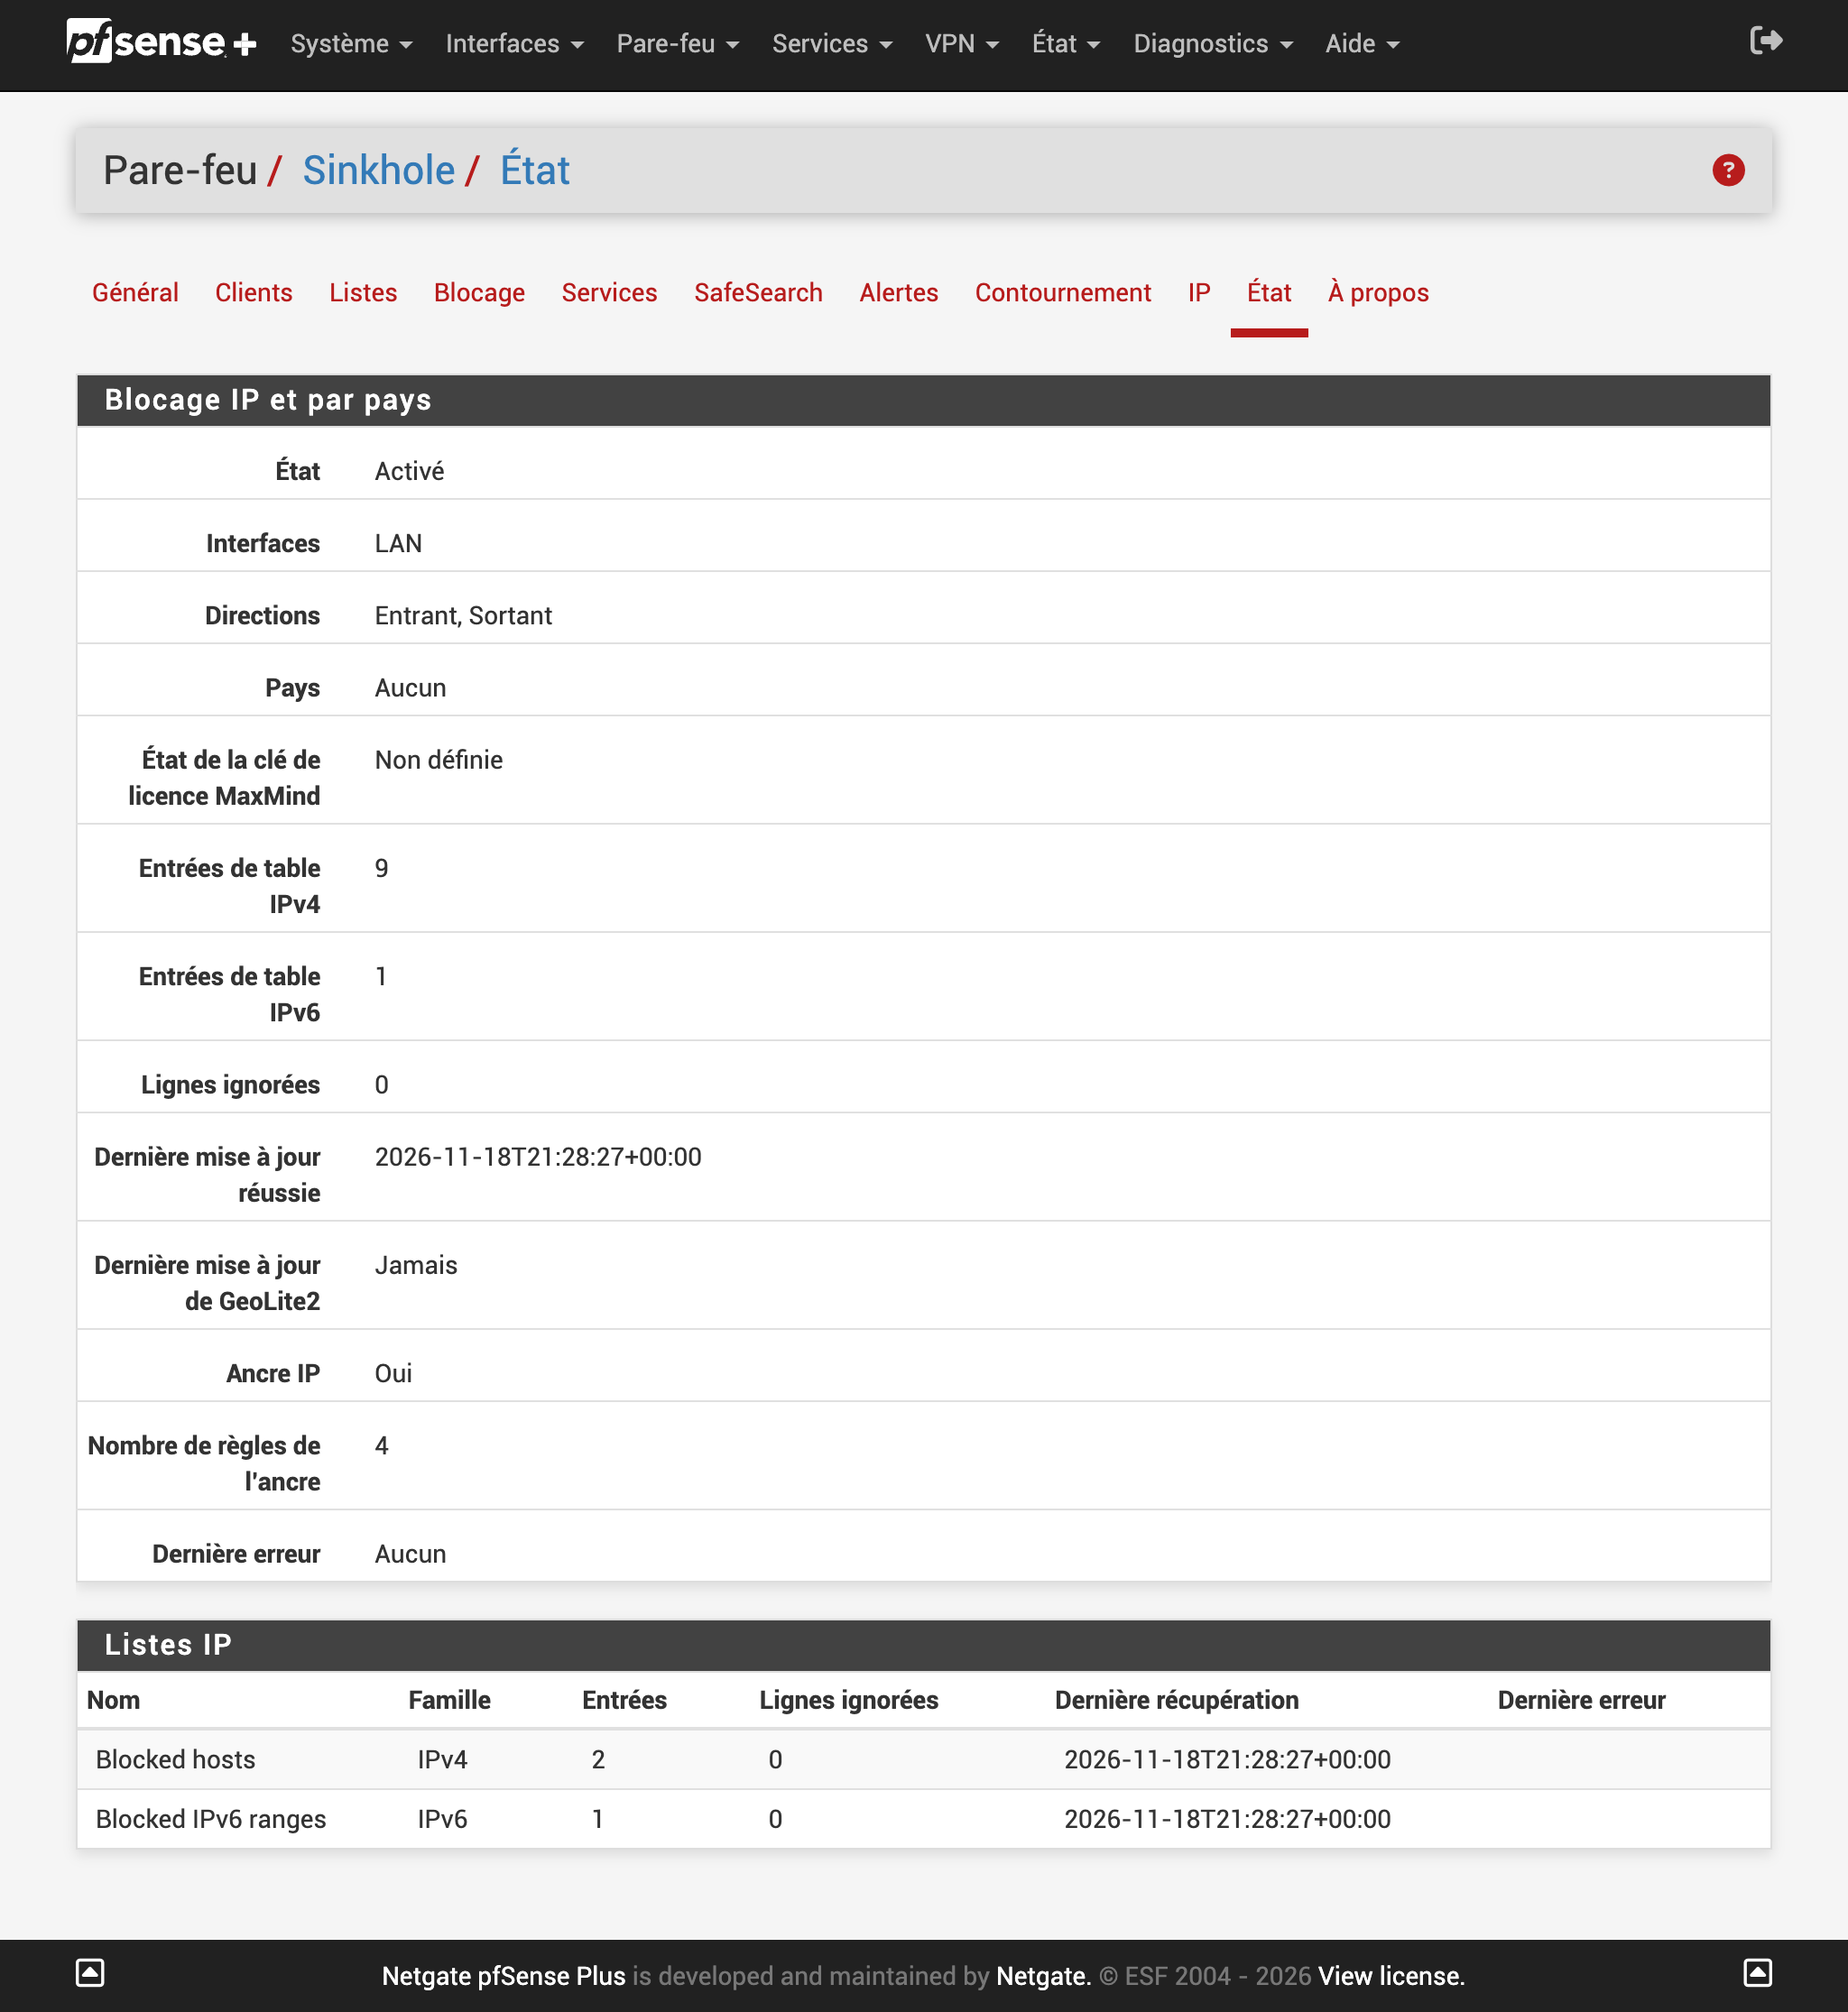 pfsense+ Système Interfaces Pare-feu Services VPN État Diagnostics Aide
Pare-feu / Sinkhole / État
Général Clients Listes Blocage Services SafeSearch Alertes Contournement IP État À propos
Blocage IP et par pays
État Activé
Interfaces LAN
Directions Entrant, Sortant
Pays Aucun
État de la clé de Non définie
licence MaxMind
Entrées de table 9
IPv4
Entrées de table 1
IPv6
Lignes ignorées 0
Dernière mise à jour 2026-11-18T21:28:27+00:00
réussie
Dernière mise à jour Jamais
de GeoLite2
Ancre IP Oui
Nombre de règles de 4
l'ancre
Dernière erreur Aucun
Listes IP
Nom Famille Entrées Lignes ignorées Dernière récupération Dernière erreur
Blocked hosts IPv4 2 0 2026-11-18T21:28:27+00:00
Blocked IPv6 ranges IPv6 1 0 2026-11-18T21:28:27+00:00
Netgate pfSense Plus is developed and maintained by Netgate. © ESF 2004 - 2026 View license.